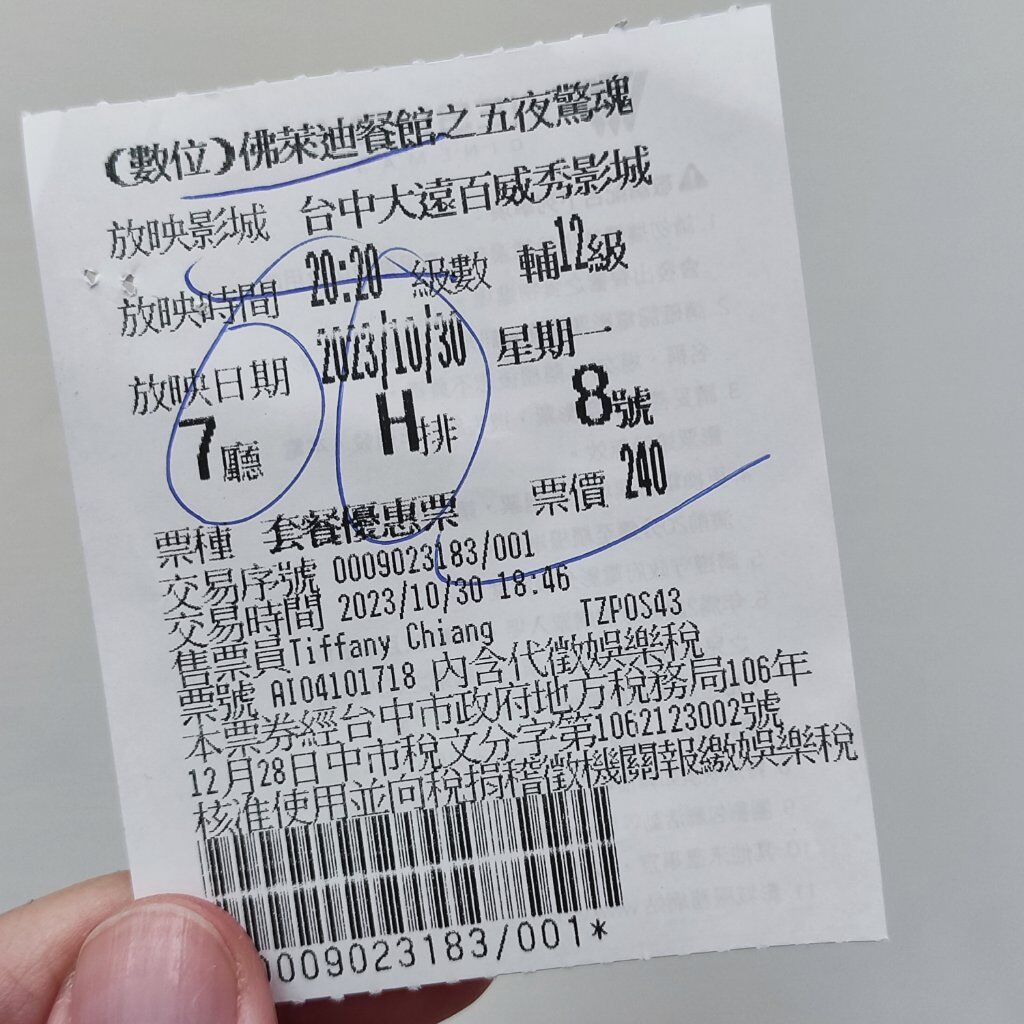 (數位)佛萊迪餐館之五夜驚魂
放映影城 台中大遠百威秀影城
放映時間 20:20 級數 輔12級
放映日期 2023/10/30 星期一
7廳 H排 8號
票種 套餐優惠票 票價 240
交易序號 0009023183/001
交易時間 2023/10/30 18:46
售票員Tiffany Chiang TZPOS43
票號 AI04101718 內含代徵娛樂稅
本票券經台中市政府地方稅務局106年
12月28日中市稅文分字第1062123002號
核准使用並向稅捐稽徵機關報繳娛樂稅
0009023183/001*